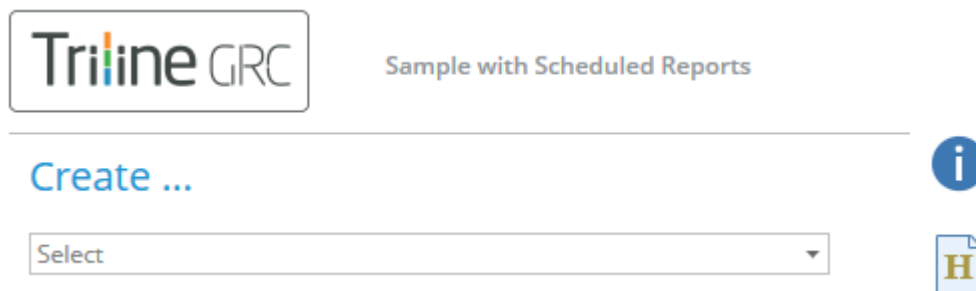 Triline GRC
Sample with Scheduled Reports
Create ...
i
Select
H